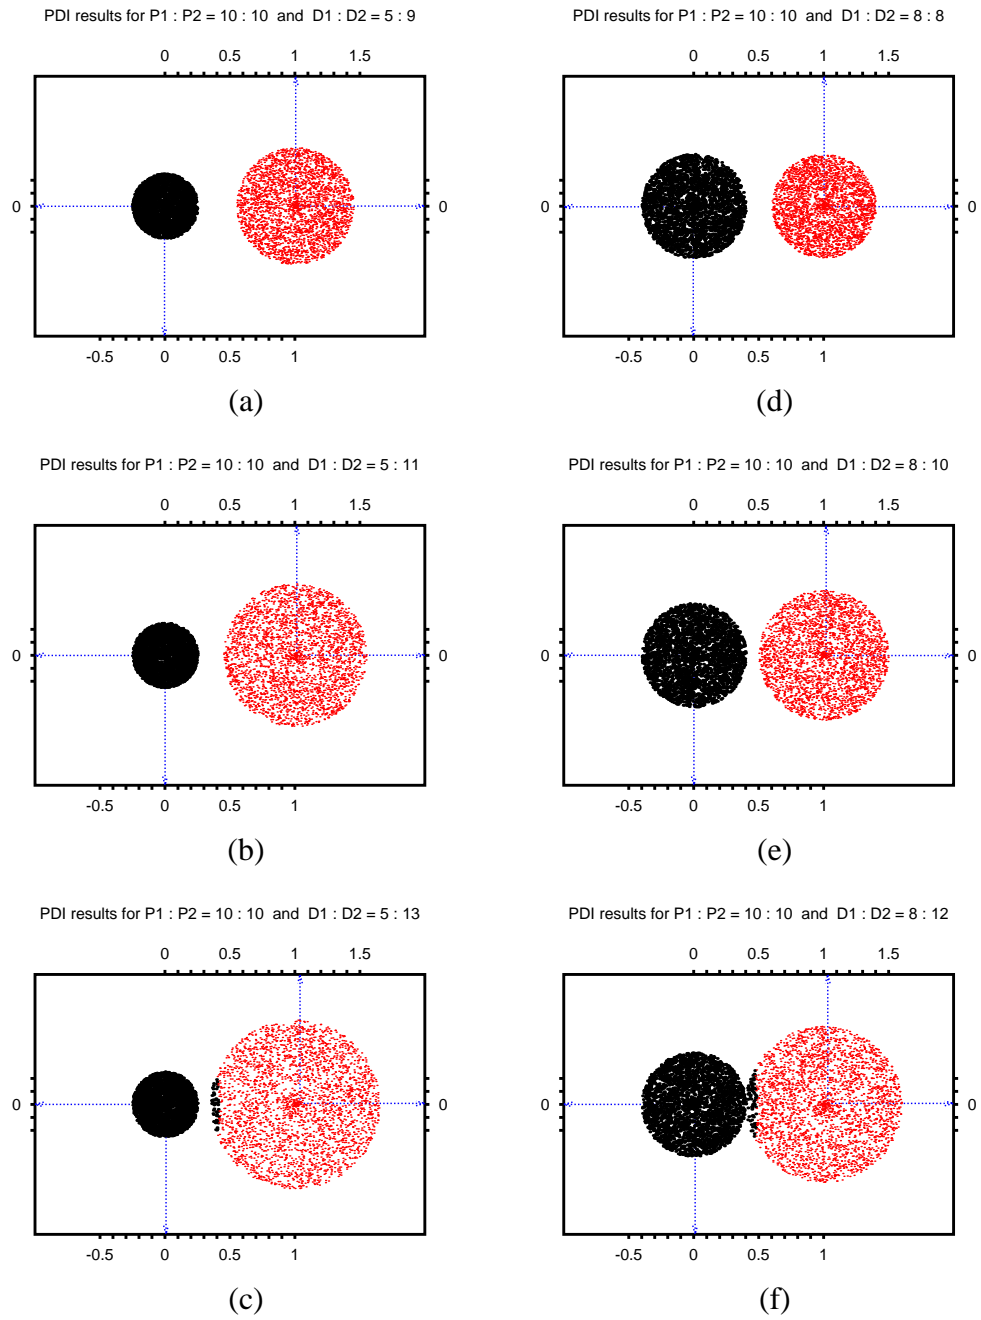 PDI results for P1 : P2 = 10 : 10 and D1 : D2 = 5 : 9
0 0.5 1 1.5
0 0
-0.5 0 0.5 1
(a)
PDI results for P1 : P2 = 10 : 10 and D1 : D2 = 8 : 8
0 0.5 1 1.5
0 0
-0.5 0 0.5 1
(d)
PDI results for P1 : P2 = 10 : 10 and D1 : D2 = 5 : 11
0 0.5 1 1.5
0 0
-0.5 0 0.5 1
(b)
PDI results for P1 : P2 = 10 : 10 and D1 : D2 = 8 : 10
0 0.5 1 1.5
0 0
-0.5 0 0.5 1
(e)
PDI results for P1 : P2 = 10 : 10 and D1 : D2 = 5 : 13
0 0.5 1 1.5
0 0
-0.5 0 0.5 1
(c)
PDI results for P1 : P2 = 10 : 10 and D1 : D2 = 8 : 12
0 0.5 1 1.5
0 0
-0.5 0 0.5 1
(f)